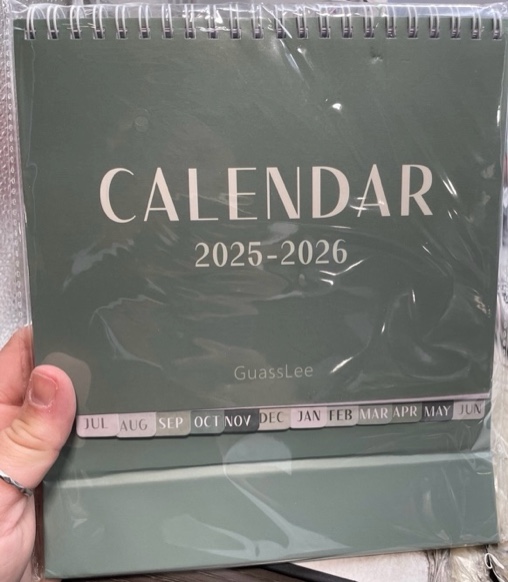 CALENDAR
2025-2026
GuassLee
JUL AUG SEP OCT NOV DEC JAN FEB MAR APR MAY JUN